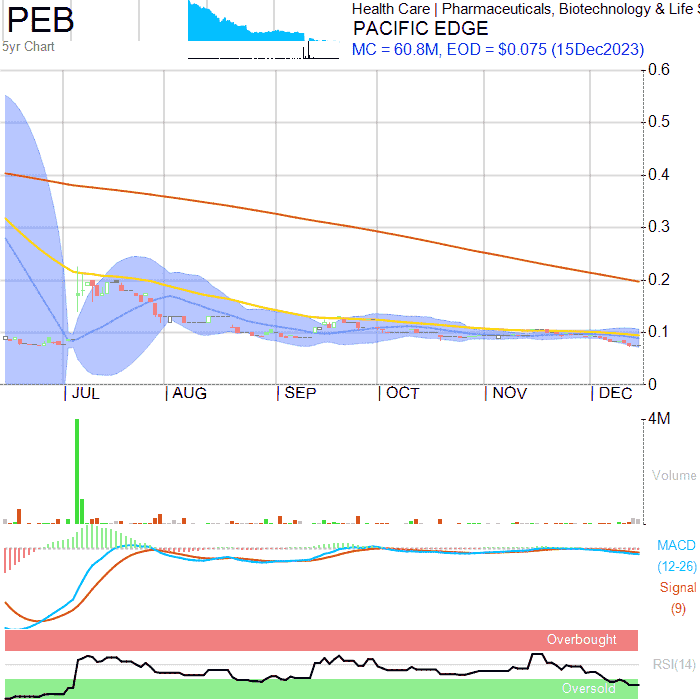 PEB
5yr Chart
Health Care | Pharmaceuticals, Biotechnology & Life S
PACIFIC EDGE
MC = 60.8M, EOD = $0.075 (15Dec2023)
0.6
0.5
0.4
0.3
0.2
0.1
0
JUL AUG SEP OCT NOV DEC
4M
Volume
MACD
(12-26)
Signal
(9)
Overbought
RSI(14)
Oversold